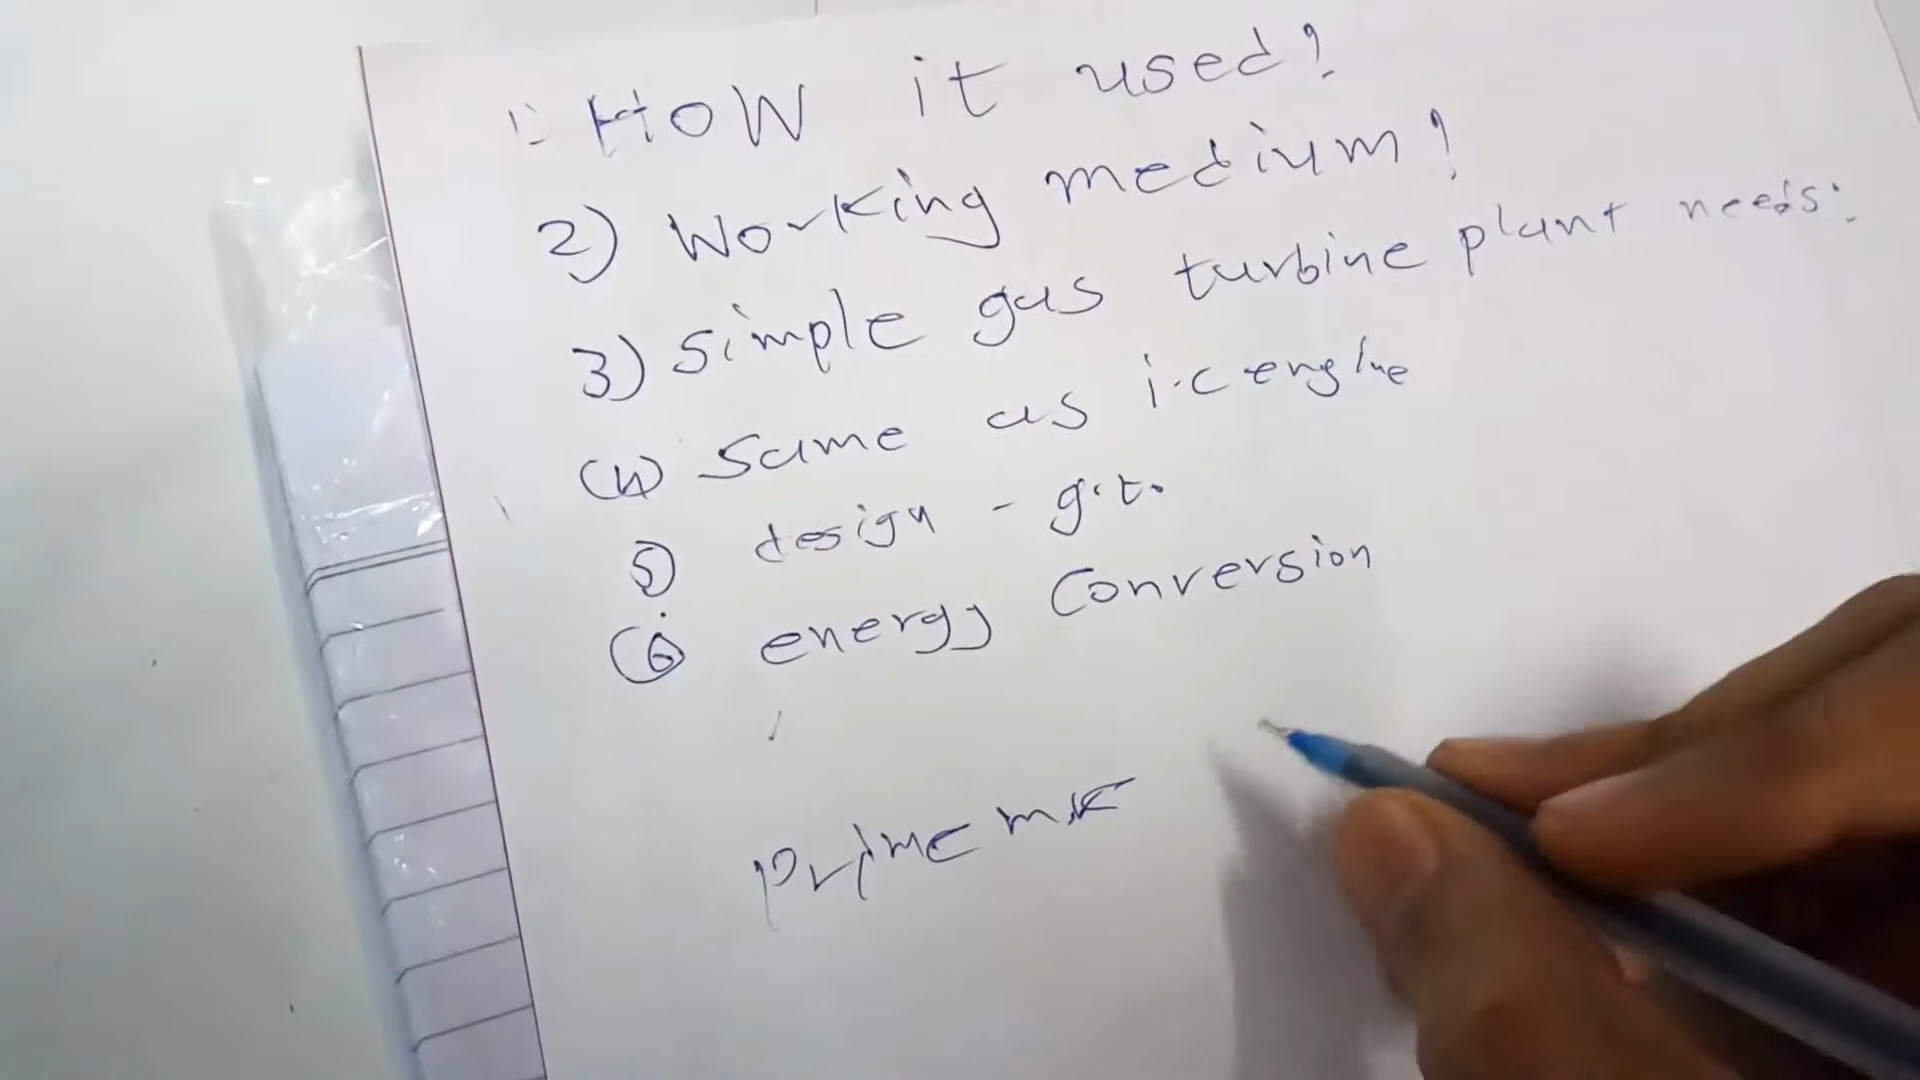 1) HOW it used?
2) Working medium?
3) Simple gas turbine plant needs:
(4) Same as i.c engine
5) design - g.t.
(6) energy Conversion
prime